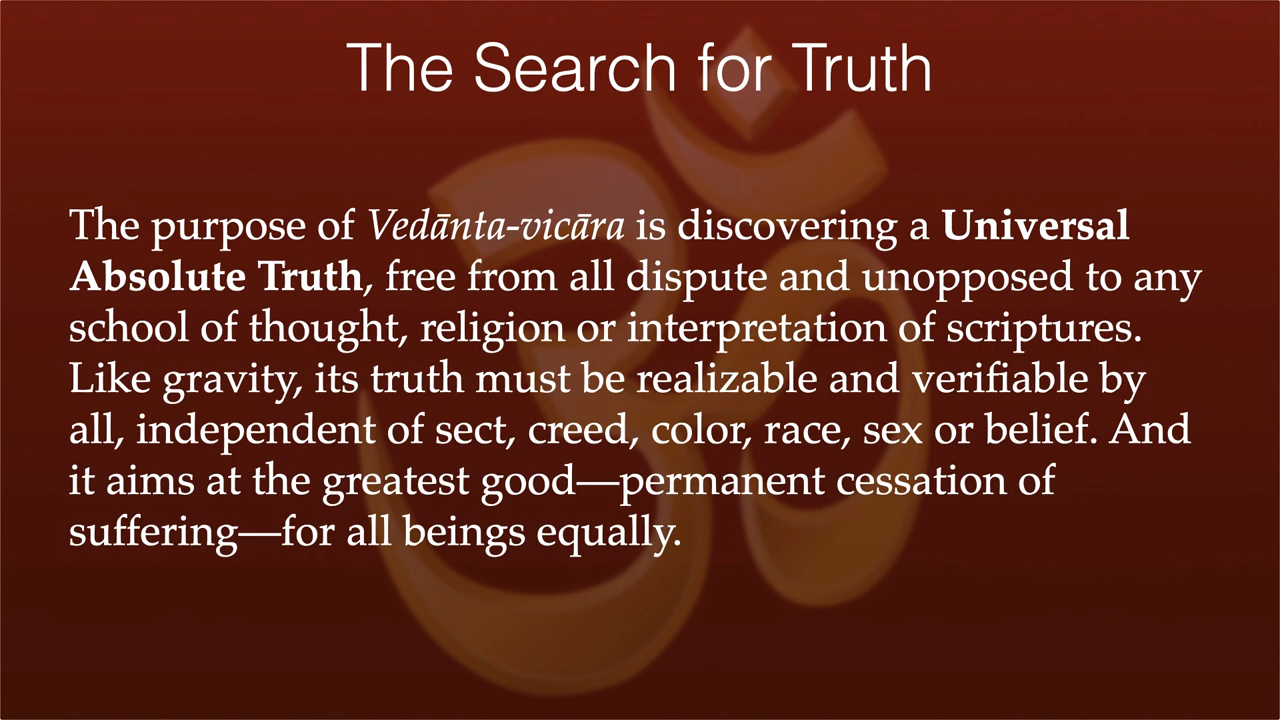 The Search for Truth
The purpose of Vedānta-vicāra is discovering a Universal
Absolute Truth, free from all dispute and unopposed to any
school of thought, religion or interpretation of scriptures.
Like gravity, its truth must be realizable and verifiable by
all, independent of sect, creed, color, race, sex or belief. And
it aims at the greatest good—permanent cessation of
suffering—for all beings equally.